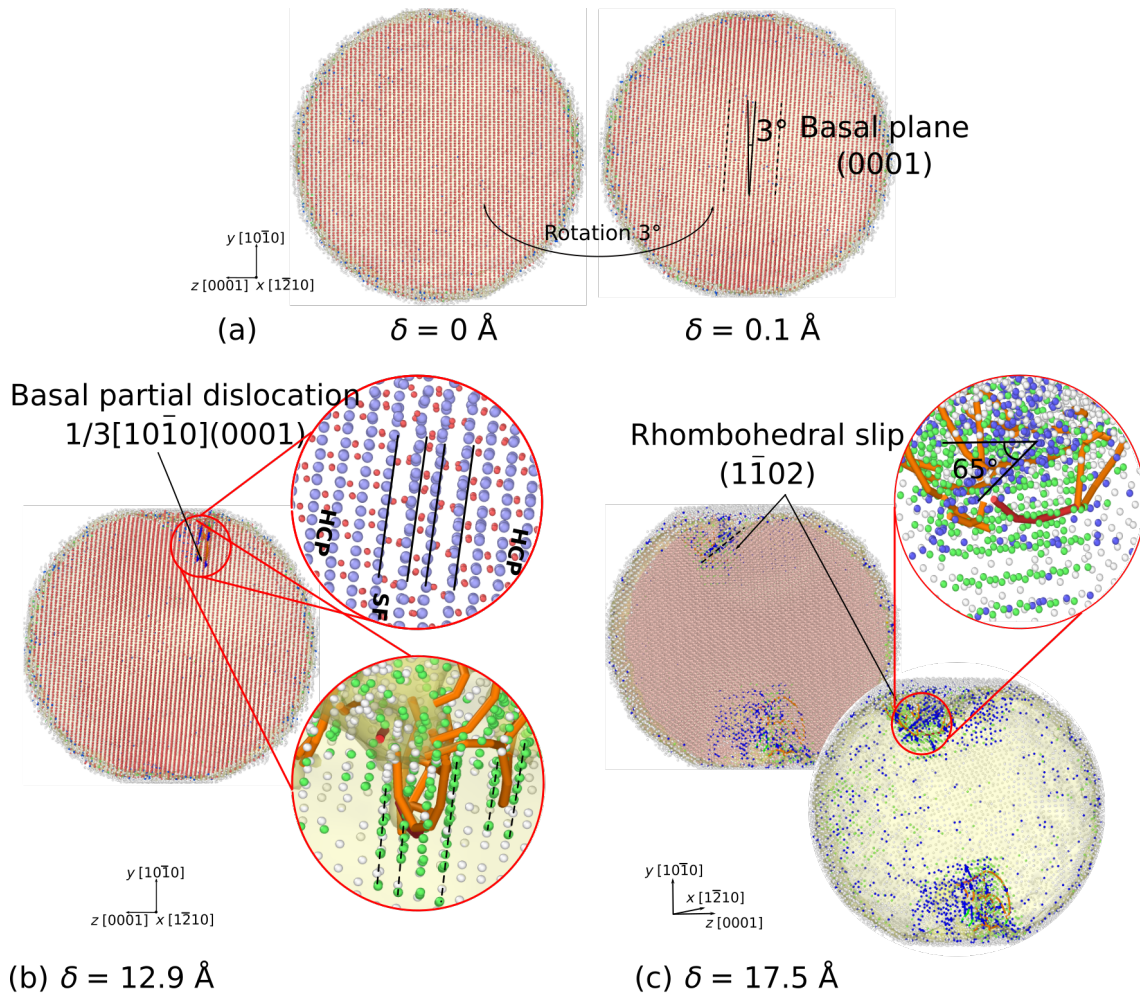 3° Basal plane
(0001)
Rotation 3°
y [101̄0]
z [0001] x [12̄10]
(a) δ = 0 Å δ = 0.1 Å
Basal partial dislocation
1/3[101̄0](0001)
HCP
SF
HCP
y [101̄0]
z [0001] x [12̄10]
(b) δ = 12.9 Å
Rhombohedral slip
(11̄02)
65°
y [101̄0]
x [12̄10]
z [0001]
(c) δ = 17.5 Å